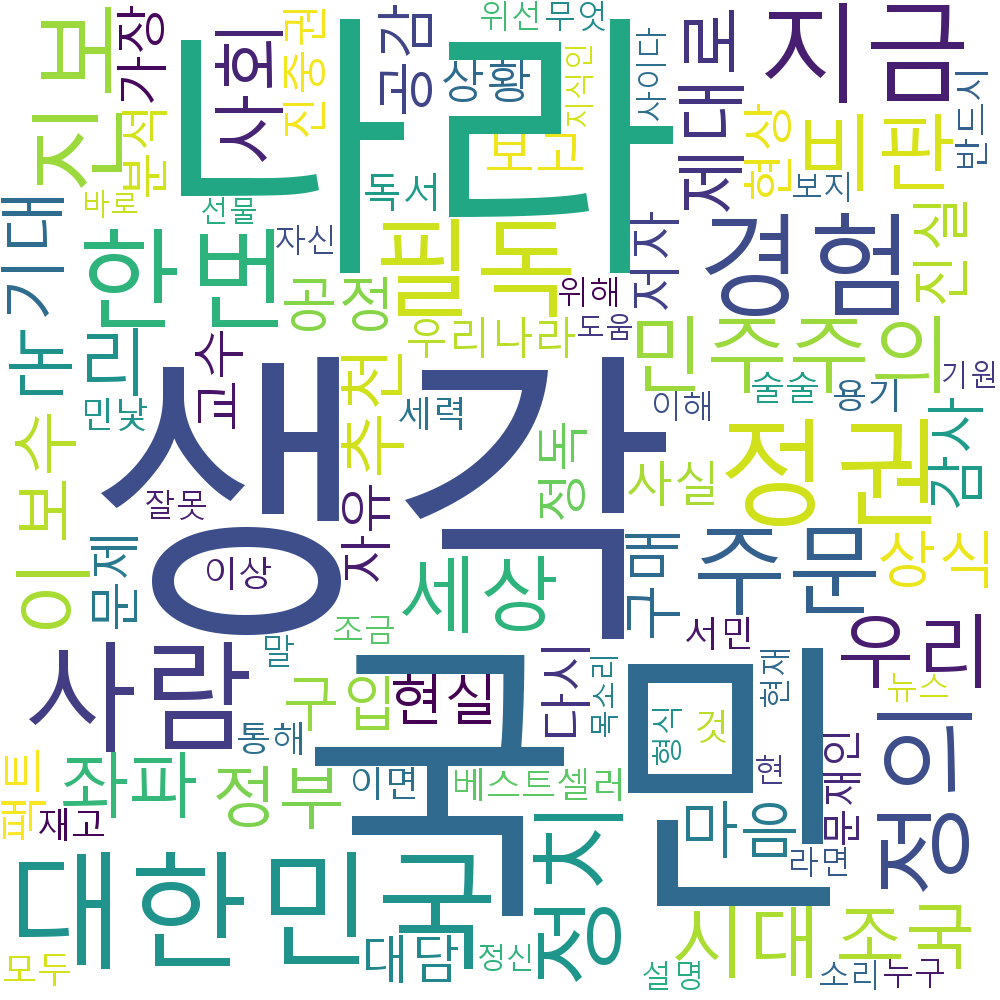 위선
무엇
진보
가장
사회
진중권
공감
상황
나라
지식인
사이다
제대로
지금
분석
보고
현상
비판
반드시
바로
선물
독서
보지
기대
한번
자신
필독
저자
경험
진실
공정
위해
논리
민낯
교수
추천
우리나라
도움
민주주의
세력
이해
술술
용기
기원
보수
이
생각
잘못
자유
정독
사실
정권
감사
문제
이상
세상
구매
주문
상식
조금
서민
우리
사람
말
구입
현실
다시
목소리
국민
현재
형식
것
뉴스
통해
좌파
정부
이면
베스트셀러
현
문재인
정의
팩트
재고
마음
라면
대한민국
정치
시대
조국
모두
대담
정신
설명
소리
누구